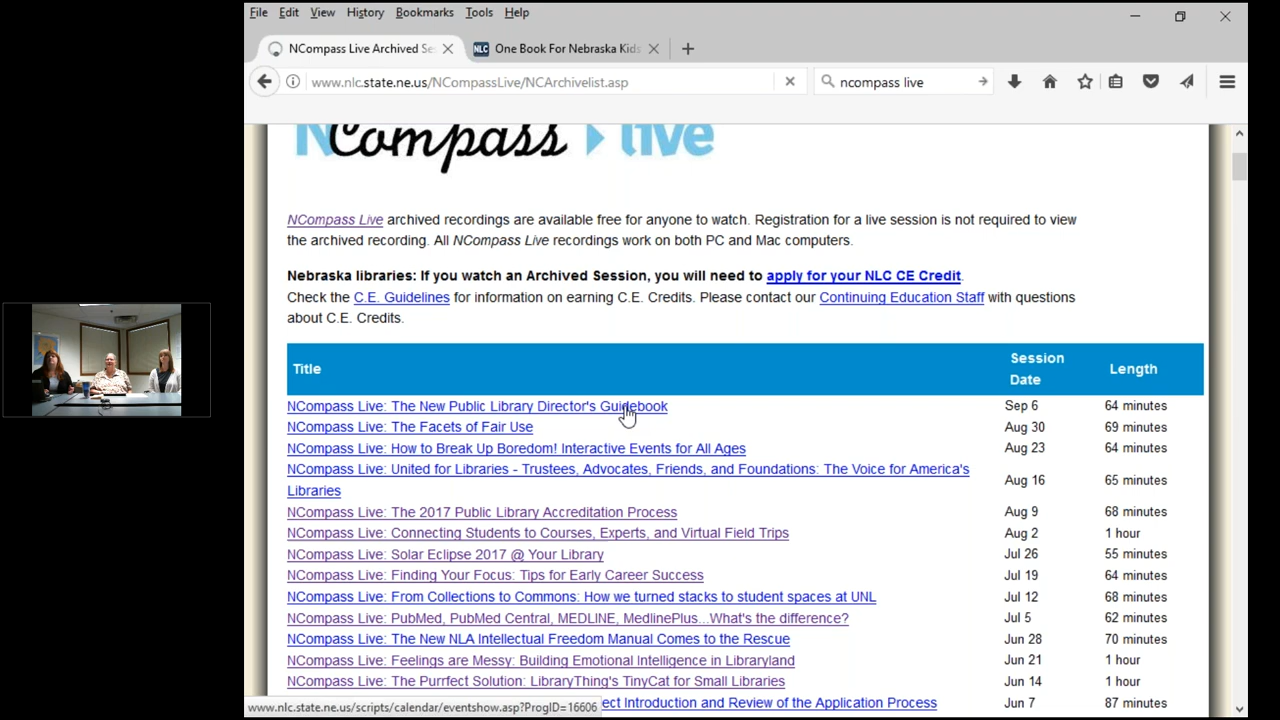 File Edit View History Bookmarks Tools Help
NCompass Live Archived Se
NLC One Book For Nebraska Kids
www.nlc.state.ne.us/NCompassLive/NCArchivelist.asp
ncompass live
NCompass live
NCompass Live archived recordings are available free for anyone to watch. Registration for a live session is not required to view
the archived recording. All NCompass Live recordings work on both PC and Mac computers.
Nebraska libraries: If you watch an Archived Session, you will need to apply for your NLC CE Credit.
Check the C.E. Guidelines for information on earning C.E. Credits. Please contact our Continuing Education Staff with questions
about C.E. Credits.
Title Session Date Length
NCompass Live: The New Public Library Director's Guidebook Sep 6 64 minutes
NCompass Live: The Facets of Fair Use Aug 30 69 minutes
NCompass Live: How to Break Up Boredom! Interactive Events for All Ages Aug 23 64 minutes
NCompass Live: United for Libraries - Trustees, Advocates, Friends, and Foundations: The Voice for America's
Libraries Aug 16 65 minutes
NCompass Live: The 2017 Public Library Accreditation Process Aug 9 68 minutes
NCompass Live: Connecting Students to Courses, Experts, and Virtual Field Trips Aug 2 1 hour
NCompass Live: Solar Eclipse 2017 @ Your Library Jul 26 55 minutes
NCompass Live: Finding Your Focus: Tips for Early Career Success Jul 19 64 minutes
NCompass Live: From Collections to Commons: How we turned stacks to student spaces at UNL Jul 12 68 minutes
NCompass Live: PubMed, PubMed Central, MEDLINE, MedlinePlus...What's the difference? Jul 5 62 minutes
NCompass Live: The New NLA Intellectual Freedom Manual Comes to the Rescue Jun 28 70 minutes
NCompass Live: Feelings are Messy: Building Emotional Intelligence in Libraryland Jun 21 1 hour
NCompass Live: The Purrfect Solution: LibraryThing's TinyCat for Small Libraries Jun 14 1 hour
ect Introduction and Review of the Application Process Jun 7 87 minutes
www.nlc.state.ne.us/scripts/calendar/eventshow.asp?ProgID=16606